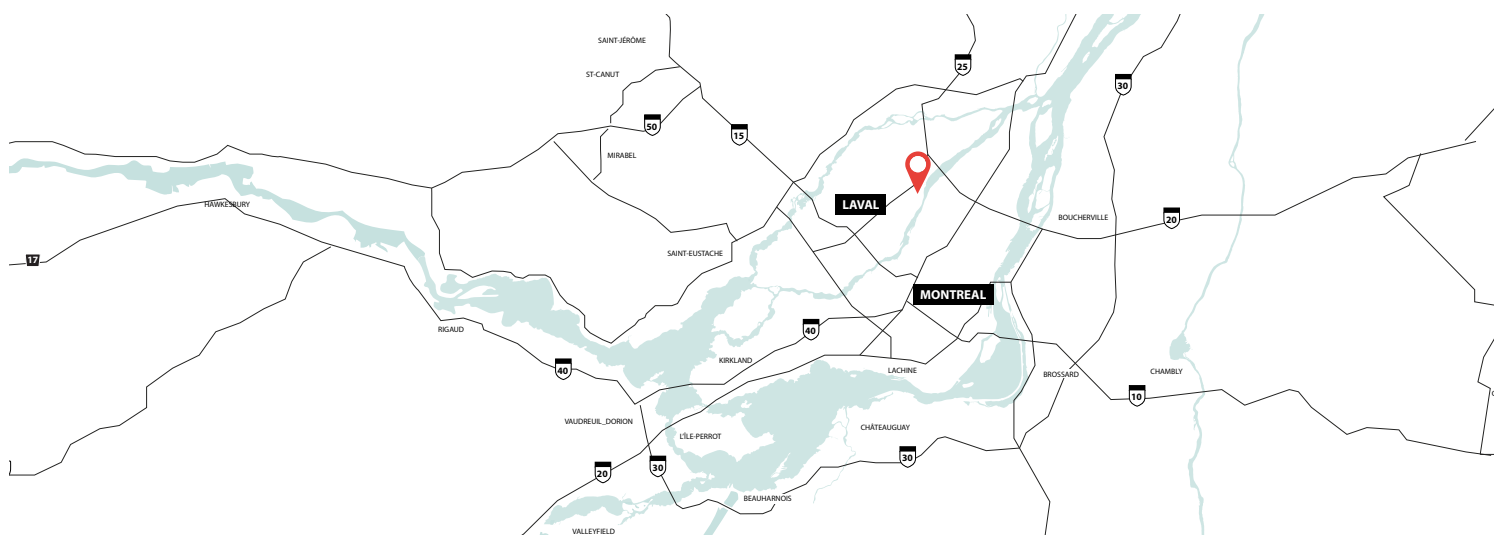 SAINT-JÉRÔME
25
ST-CANUT
30
50
15
MIRABEL
LAVAL
HAWKESBURY
BOUCHERVILLE
20
SAINT-EUSTACHE
17
MONTREAL
RIGAUD
40
KIRKLAND
40
LACHINE
BROSSARD
CHAMBLY
10
VAUDREUIL_DORION
L'ÎLE-PERROT
CHÂTEAUGUAY
30
20
30
BEAUHARNOIS
VALLEYFIELD